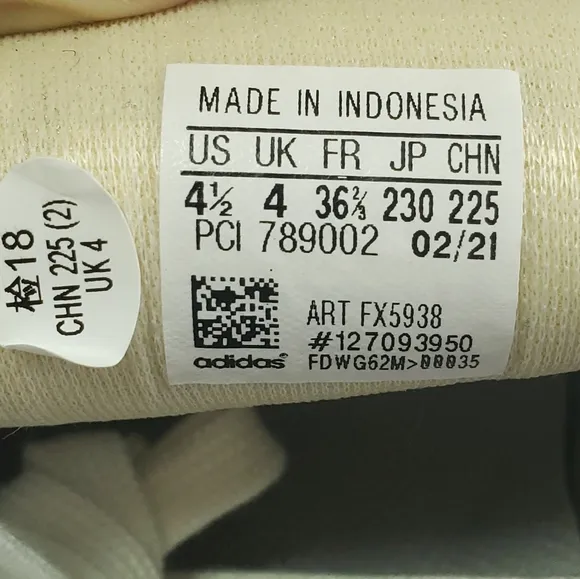 MADE IN INDONESIA
US UK FR JP CHN
4½ 4 36⅔ 230 225
PCI 789002 02/21
ART FX5938
#127093950
adidas® FDWG62M>00035
检18
CHN 225 (2)
UK 4